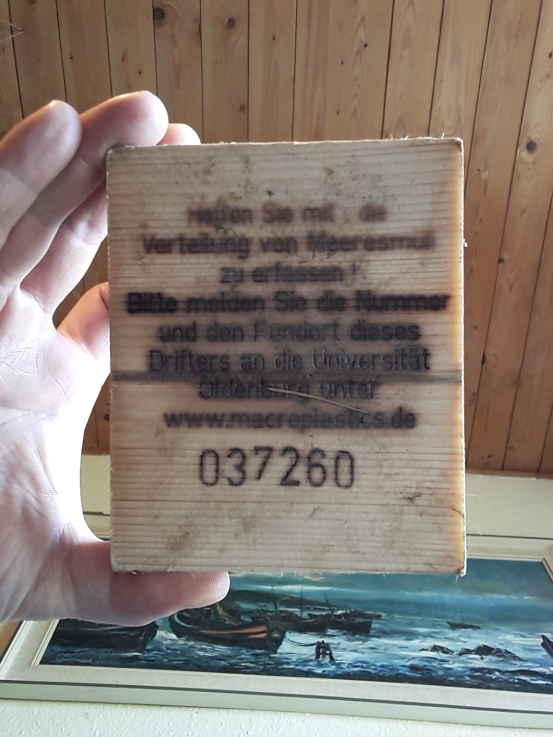 Helfen Sie mit, die
Verteilung von Meeresmüll
zu erfassen!
Bitte melden Sie die Nummer
und den Fundort dieses
Drifters an die Universität
Oldenburg unter
www.macroplastics.de
037260